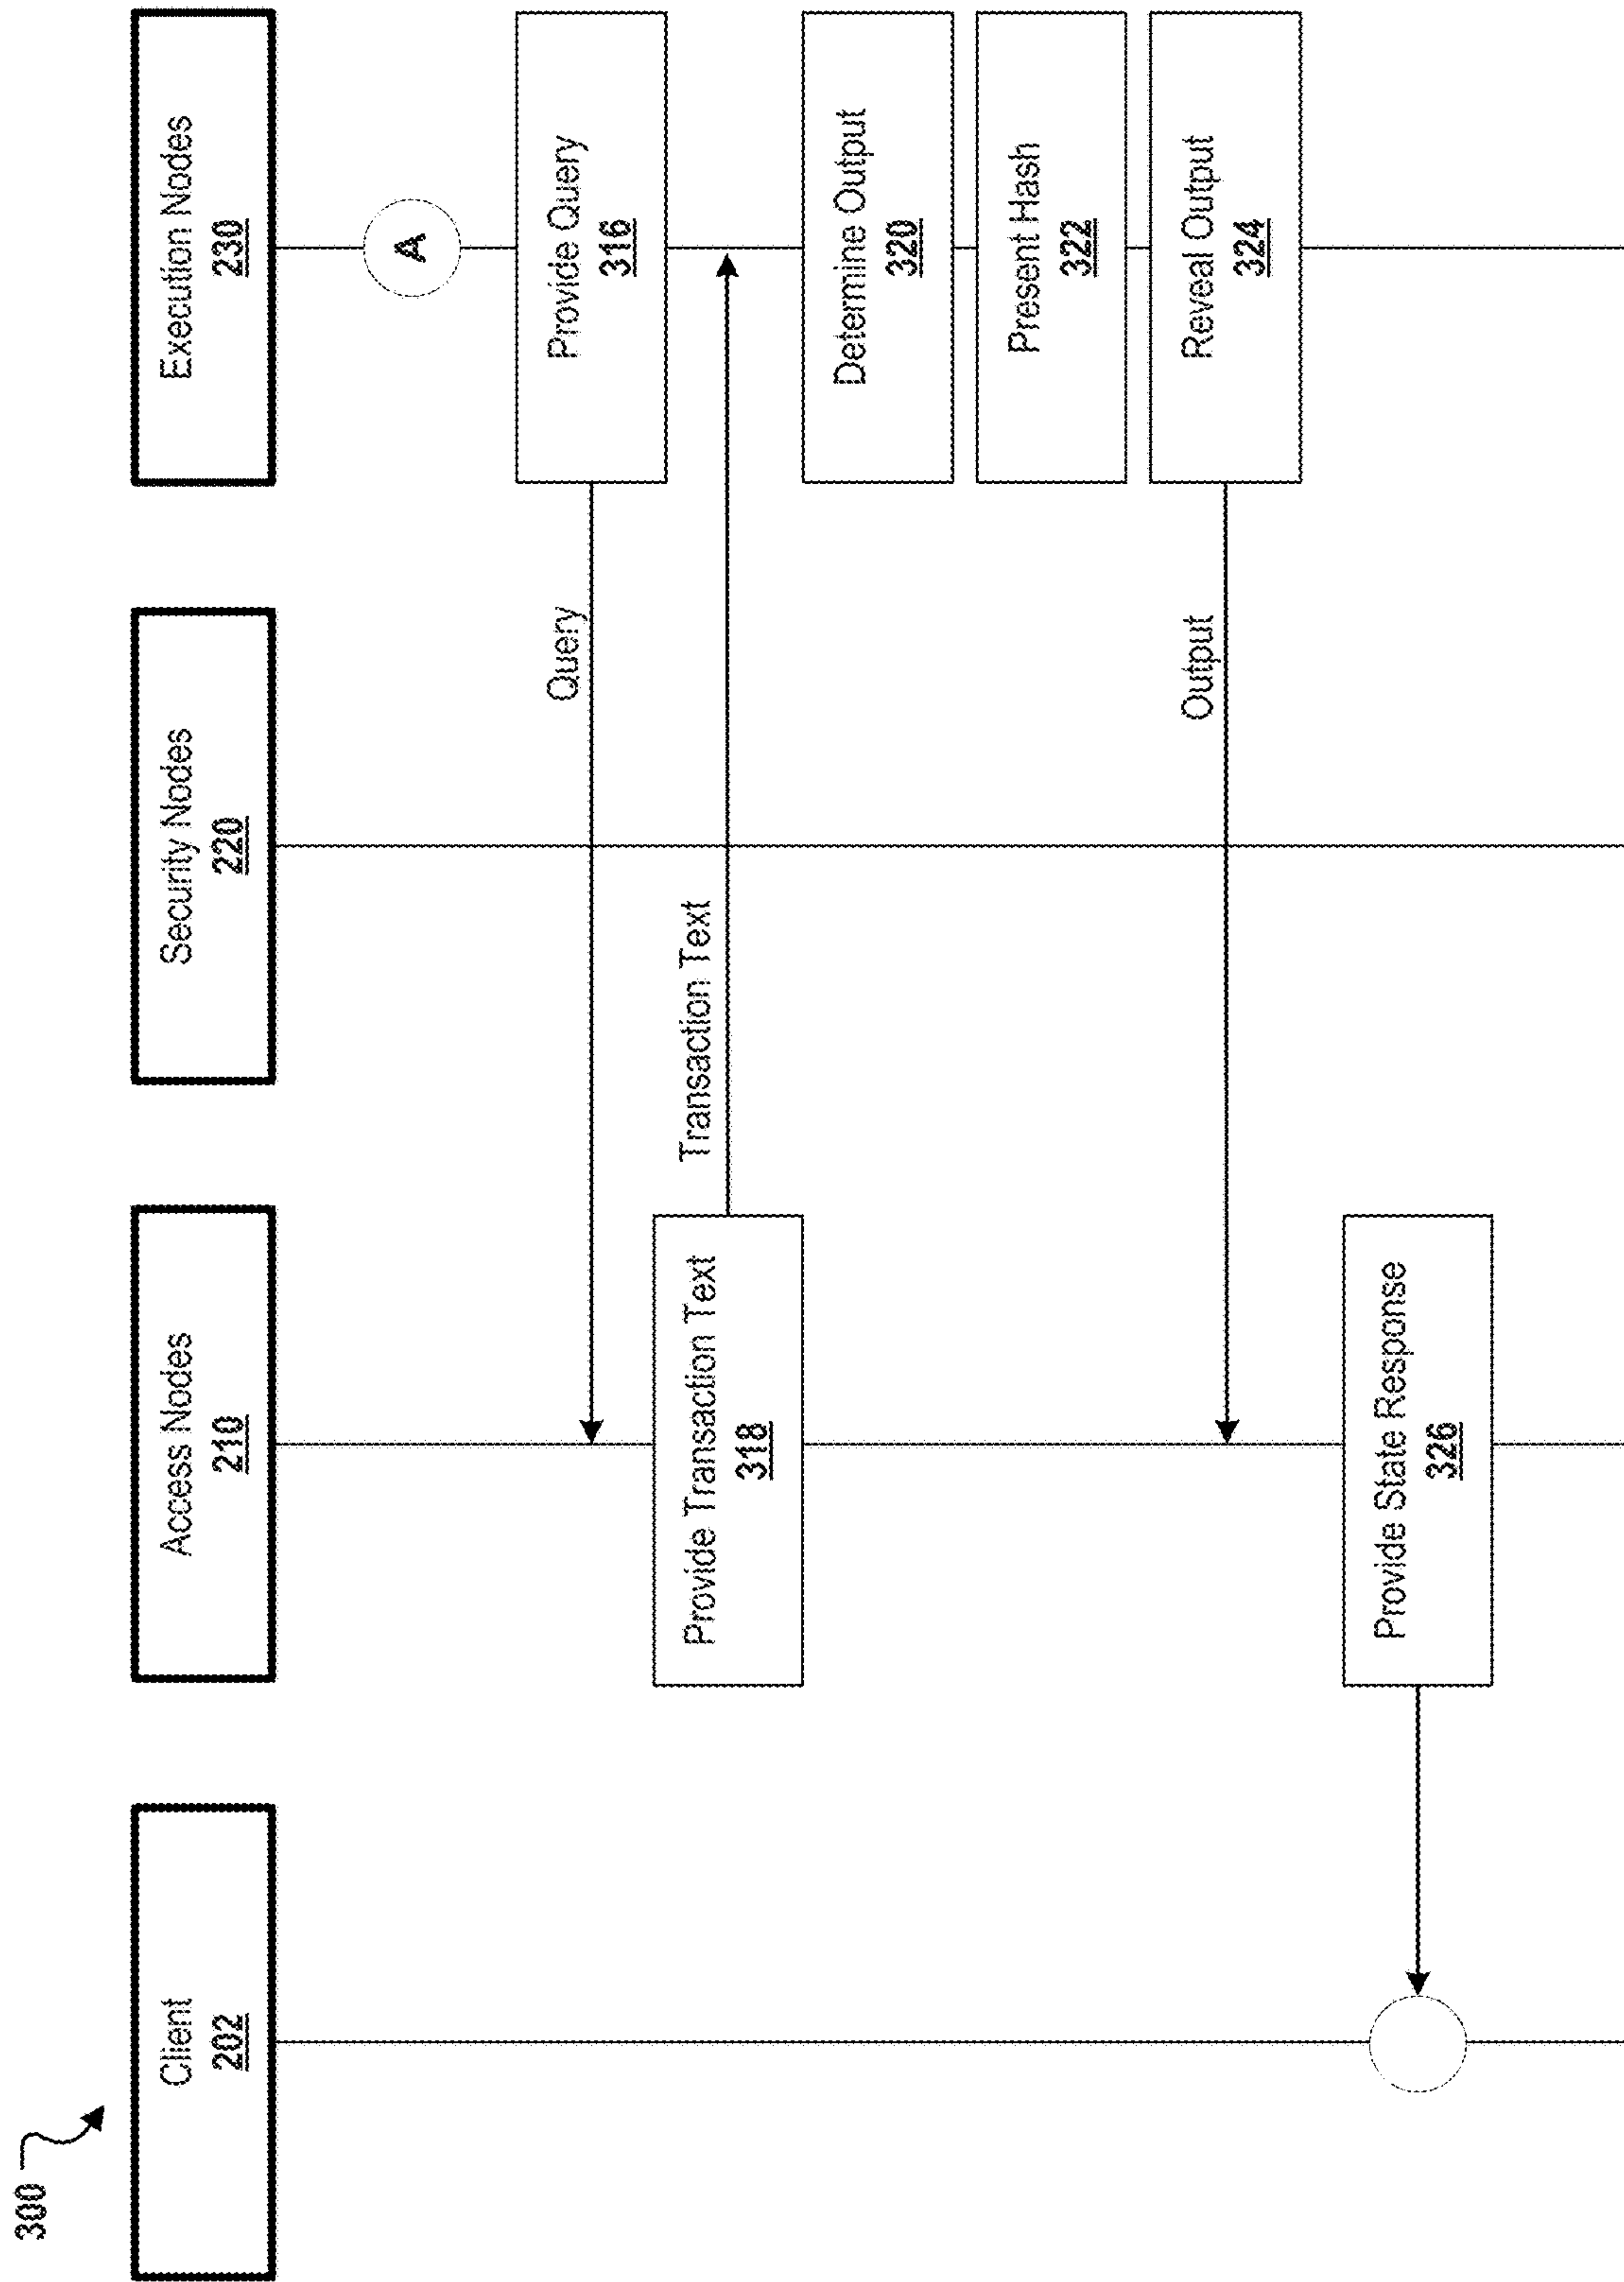 300
Client
202
Access Nodes
210
Security Nodes
220
Execution Nodes
230
A
Provide Query
316
Query
Provide Transaction Text
318
Transaction Text
Determine Output
320
Present Hash
322
Reveal Output
324
Output
Provide State Response
326